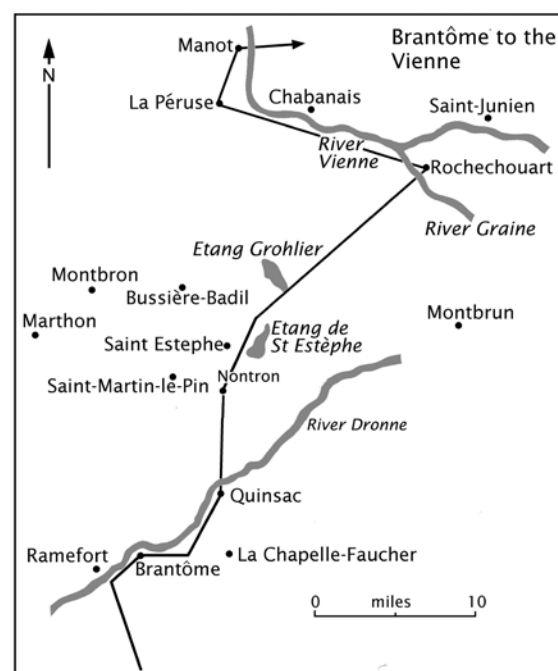 Brantôme to the
Vienne
Manot
N
La Péruse
Chabanais
Saint-Junien
River
Vienne
Rochechouart
River Graine
Etang Grohlier
Montbron
Bussière-Badil
Marthon
Montbrun
Saint Estephe
Etang de
St Estèphe
Saint-Martin-le-Pin
Nontron
River Dronne
Quinsac
Ramefort
Brantôme
La Chapelle-Faucher
0 miles 10